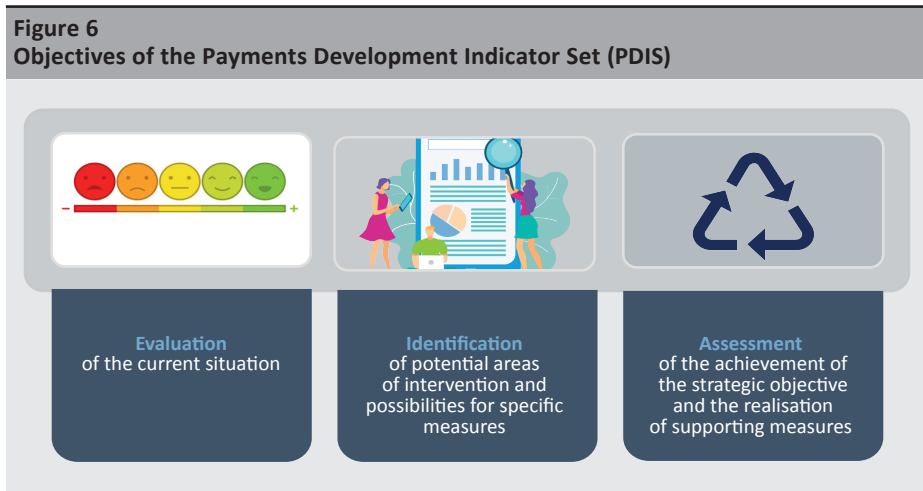 Figure 6
Objectives of the Payments Development Indicator Set (PDIS)
– +
Evaluation
of the current situation
Identification
of potential areas
of intervention and
possibilities for specific
measures
Assessment
of the achievement of
the strategic objective
and the realisation
of supporting measures